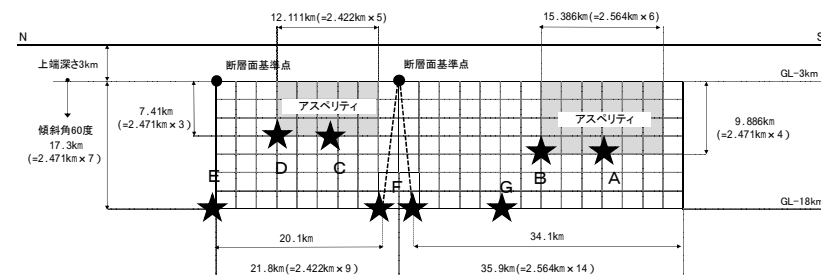 12.111km(=2.422km×5)
15.386km(=2.564km×6)
N
S
上端深さ3km
断層面基準点
断層面基準点
GL-3km
アスペリティ
アスペリティ
7.41km
(=2.471km×3)
9.886km
(=2.471km×4)
傾斜角60度
17.3km
(=2.471km×7)
E
D
C
F
G
B
A
GL-18km
20.1km
34.1km
21.8km(=2.422km×9)
35.9km(=2.564km×14)